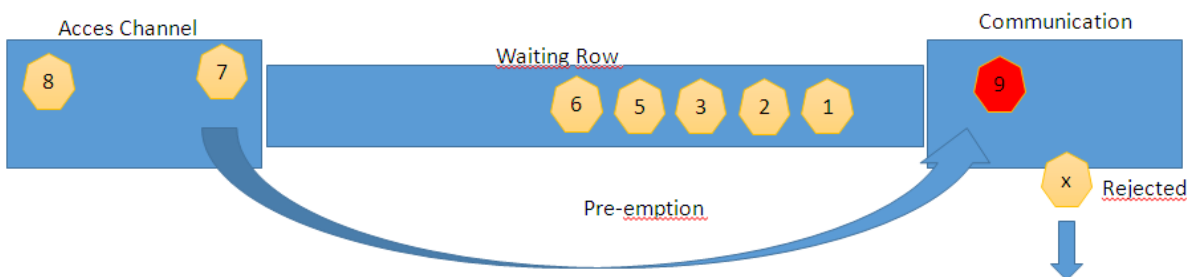 Acces Channel
Communication
Waiting Row
8
7
6
5
3
2
1
9
x
Rejected
Pre-emption